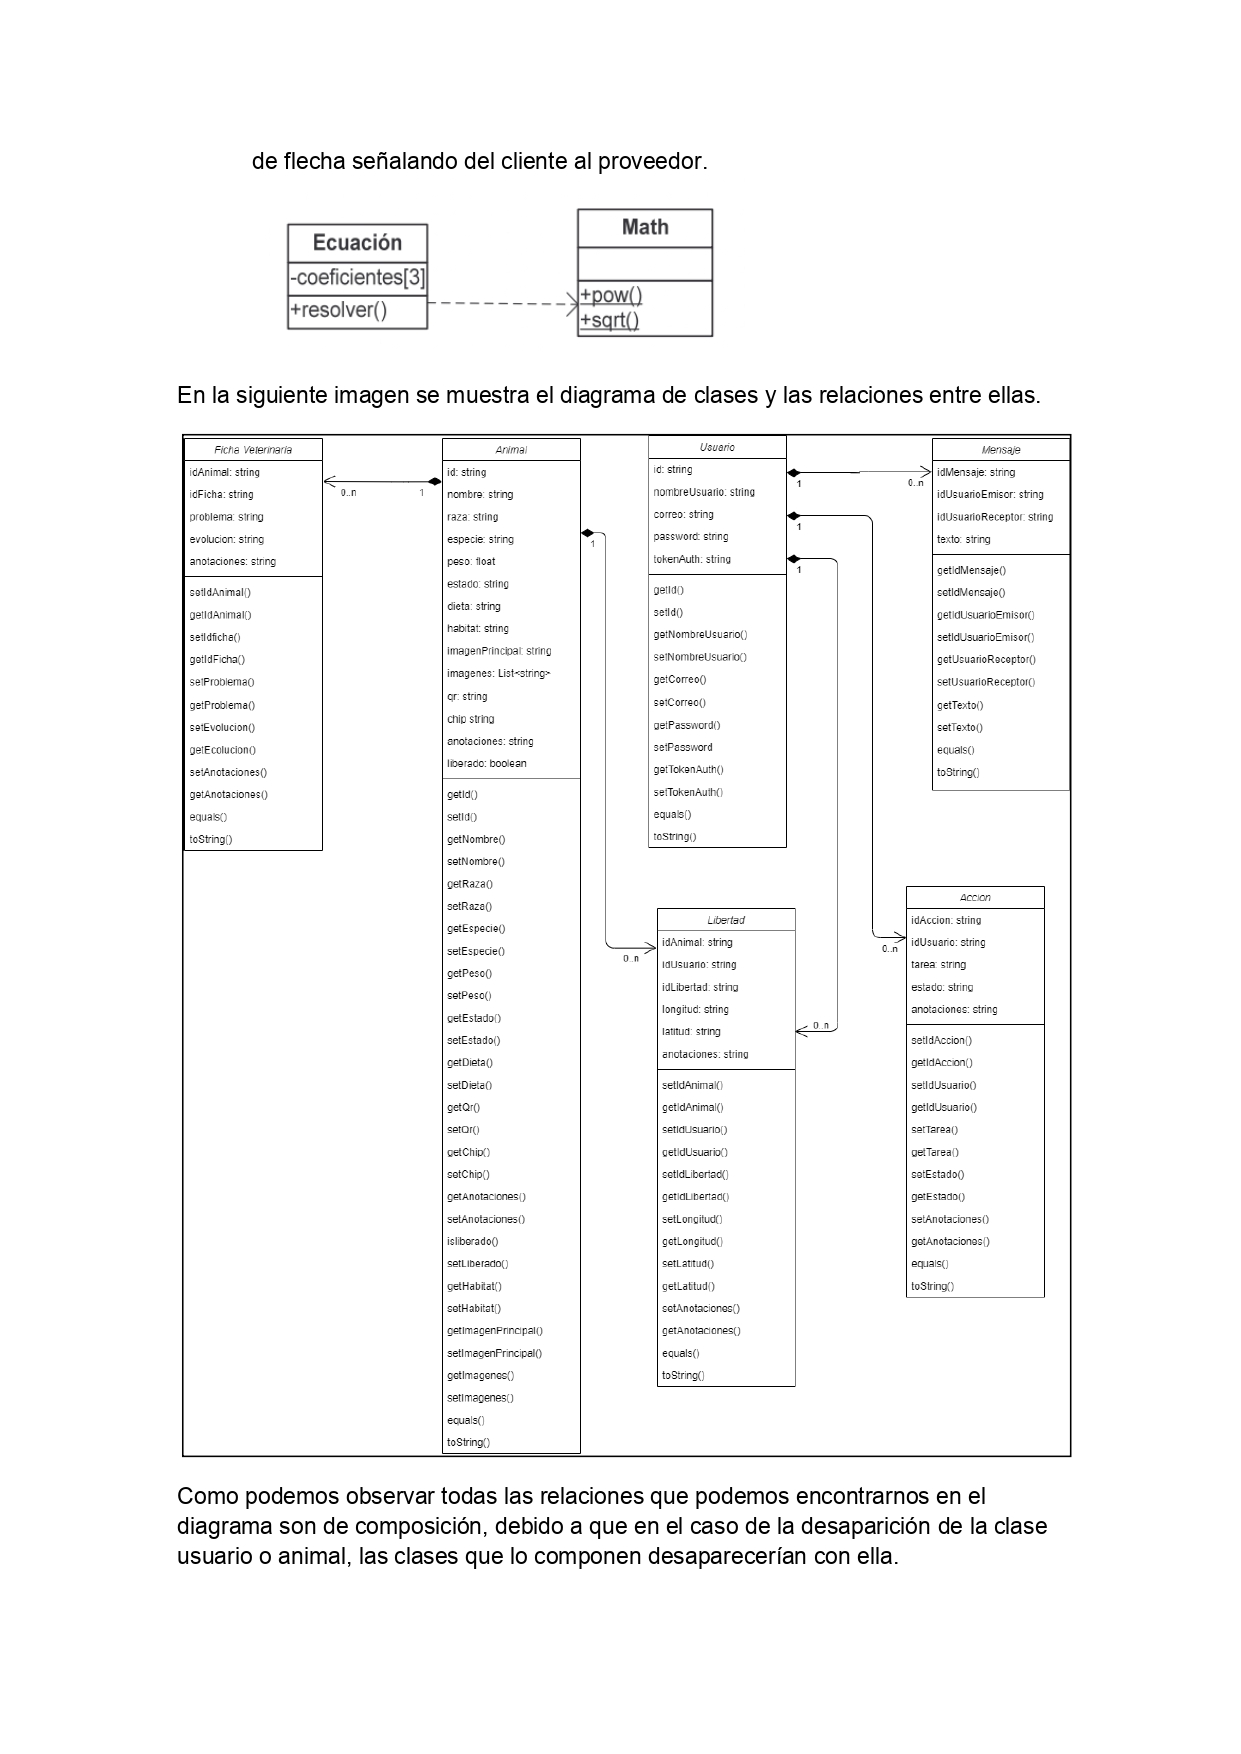 de flecha señalando del cliente al proveedor.
Ecuación
-coeficientes[3]
+resolver()
Math
+pow()
+sqrt()
En la siguiente imagen se muestra el diagrama de clases y las relaciones entre ellas.
Ficha Veterinaria
idAnimal: string
idFicha: string
problema: string
evolucion: string
anotaciones: string
setIdAnimal()
getIdAnimal()
setIdficha()
getIdFicha()
setProblema()
getProblema()
setEvolucion()
getEcolucion()
setAnotaciones()
getAnotaciones()
equals()
toString()
0..n
1
Animal
id: string
nombre: string
raza: string
especie: string
peso: float
estado: string
dieta: string
habitat: string
imagenPrincipal: string
imagenes: List<string>
qr: string
chip string
anotaciones: string
liberado: boolean
getId()
setId()
getNombre()
setNombre()
getRaza()
setRaza()
getEspecie()
setEspecie()
getPeso()
setPeso()
getEstado()
setEstado()
getDieta()
setDieta()
getQr()
setQr()
getChip()
setChip()
getAnotaciones()
setAnotaciones()
isliberado()
setLiberado()
getHabitat()
setHabitat()
getImagenPrincipal()
setImagenPrincipal()
getImagenes()
setImagenes()
equals()
toString()
1
0..n
Usuario
id: string
nombreUsuario: string
correo: string
password: string
tokenAuth: string
getId()
setId()
getNombreUsuario()
setNombreUsuario()
getCorreo()
setCorreo()
getPassword()
setPassword
getTokenAuth()
setTokenAuth()
equals()
toString()
1
0..n
1
0..n
1
0..n
Mensaje
idMensaje: string
idUsuarioEmisor: string
idUsuarioReceptor: string
texto: string
getIdMensaje()
setIdMensaje()
getIdUsuarioEmisor()
setIdUsuarioEmisor()
getUsuarioReceptor()
setUsuarioReceptor()
getTexto()
setTexto()
equals()
toString()
Libertad
idAnimal: string
idUsuario: string
idLibertad: string
longitud: string
latitud: string
anotaciones: string
setIdAnimal()
getIdAnimal()
setIdUsuario()
getIdUsuario()
setIdLibertad()
getIdLibertad()
setLongitud()
getLongitud()
setLatitud()
getLatitud()
setAnotaciones()
getAnotaciones()
equals()
toString()
Accion
idAccion: string
idUsuario: string
tarea: string
estado: string
anotaciones: string
setIdAccion()
getIdAccion()
setIdUsuario()
getIdUsuario()
setTarea()
getTarea()
setEstado()
getEstado()
setAnotaciones()
getAnotaciones()
equals()
toString()
Como podemos observar todas las relaciones que podemos encontrarnos en el
diagrama son de composición, debido a que en el caso de la desaparición de la clase
usuario o animal, las clases que lo componen desaparecerían con ella.